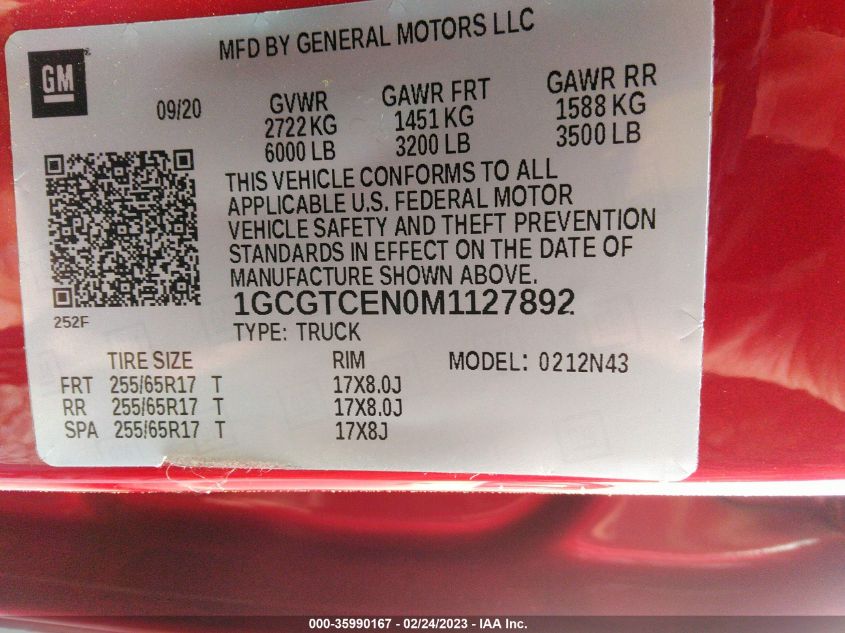 MFD BY GENERAL MOTORS LLC
GM
09/20
GVWR GAWR FRT GAWR RR
2722 KG 1451 KG 1588 KG
6000 LB 3200 LB 3500 LB
THIS VEHICLE CONFORMS TO ALL
APPLICABLE U.S. FEDERAL MOTOR
VEHICLE SAFETY AND THEFT PREVENTION
STANDARDS IN EFFECT ON THE DATE OF
MANUFACTURE SHOWN ABOVE.
1GCGTCEN0M1127892
252F
TYPE: TRUCK
TIRE SIZE RIM MODEL: 0212N43
FRT 255/65R17 T 17X8.0J
RR 255/65R17 T 17X8.0J
SPA 255/65R17 T 17X8J
000-35990167 - 02/24/2023 - IAA Inc.